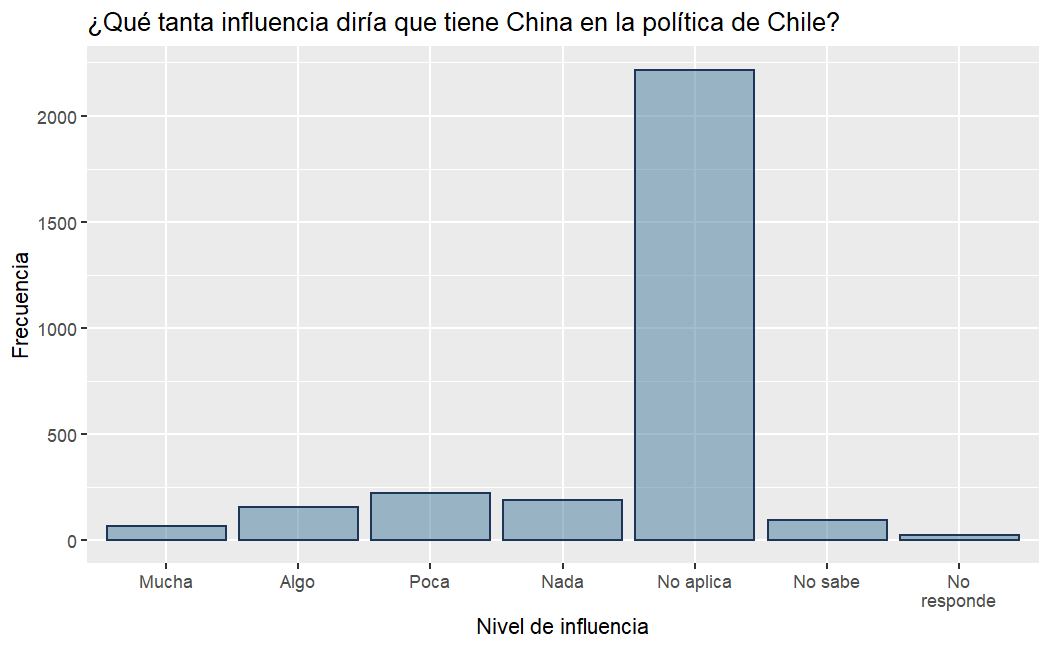 ¿Qué tanta influencia diría que tiene China en la política de Chile?
Frecuencia
2000
1500
1000
500
0
Mucha
Algo
Poca
Nada
No aplica
No sabe
No
responde
Nivel de influencia